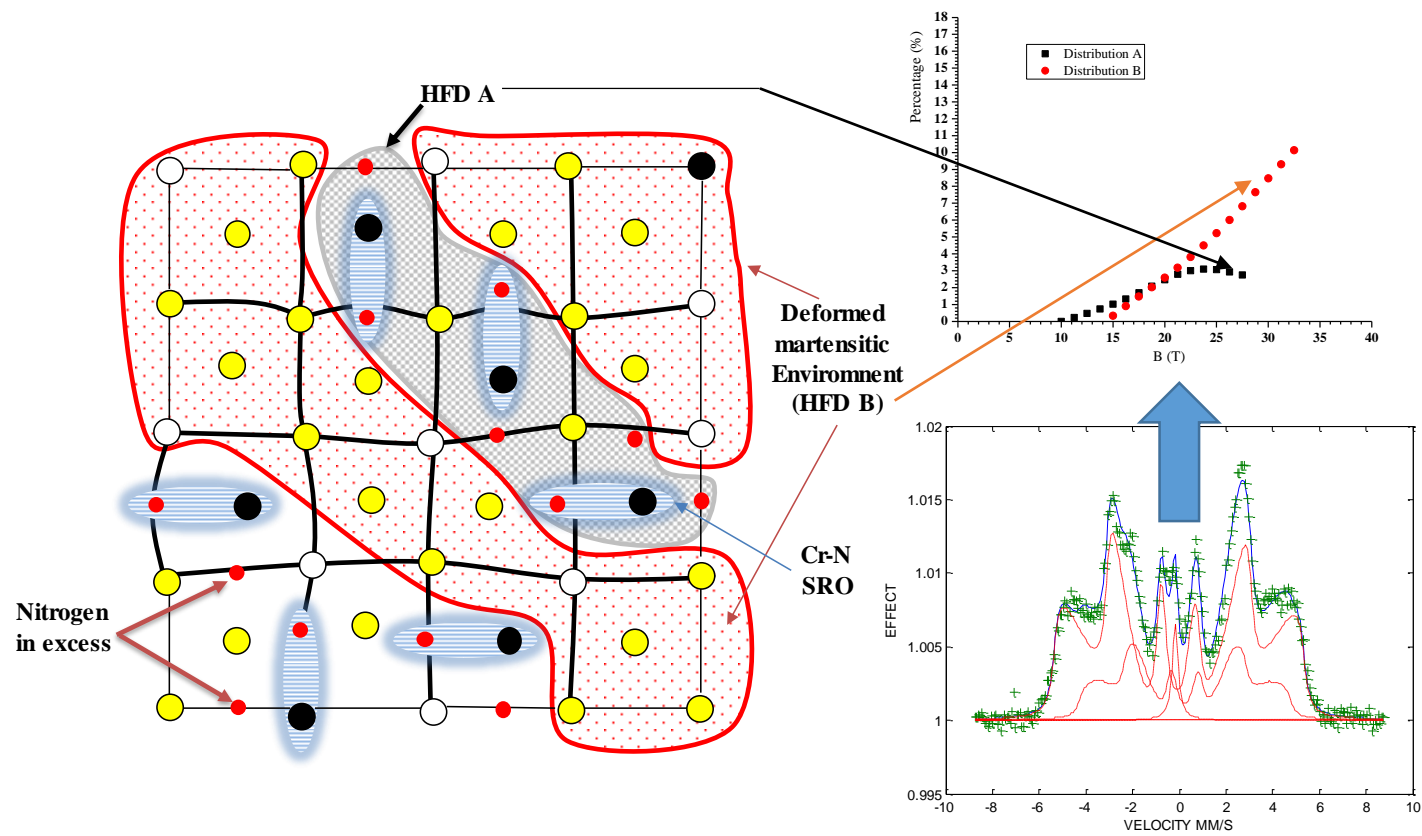 HFD A
Deformed
martensitic
Enviromnent
(HFD B)
Cr-N
SRO
Nitrogen
in excess
Percentage (%)
18
17
16
15
14
13
12
11
10
9
8
7
6
5
4
3
2
1
0
Distribution A
Distribution B
0 5 10 15 20 25 30 35 40
B (T)
EFFECT
1.02
1.015
1.01
1.005
1
0.995
-10 -8 -6 -4 -2 0 2 4 6 8 10
VELOCITY MM/S